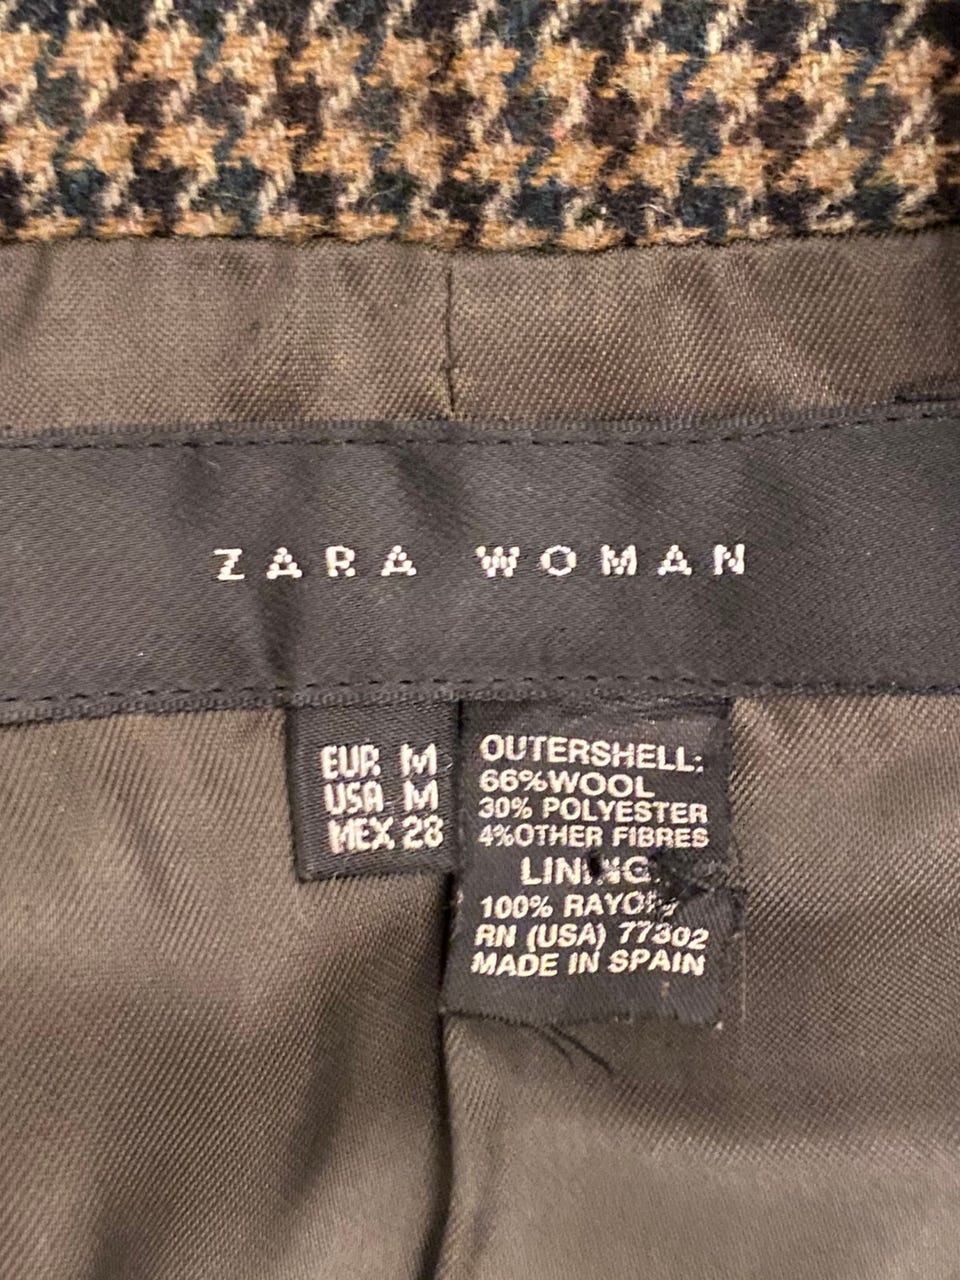 ZARA WOMAN
EUR M
USA M
MEX 28
OUTERSHELL:
66%WOOL
30% POLYESTER
4%OTHER FIBRES
LINING
100% RAYON
RN (USA) 77302
MADE IN SPAIN